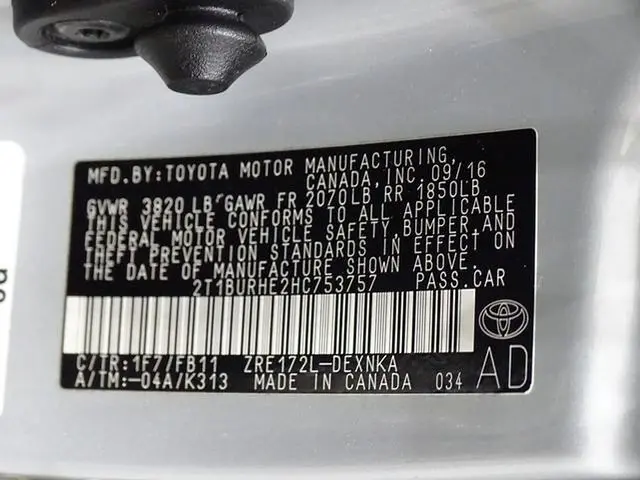 MFD.BY:TOYOTA MOTOR MANUFACTURING,
CANADA,INC.09/16
GVWR 3820 LB GAWR FR 2070LB RR 1850LB
THIS VEHICLE CONFORMS TO ALL APPLICABLE
FEDERAL MOTOR VEHICLE SAFETY,BUMPER,AND
THEFT PREVENTION STANDARDS IN EFFECT ON
THE DATE OF MANUFACTURE SHOWN ABOVE.
2T1BURHE2HC753757 PASS.CAR
C/TR:1F7/FB11 ZRE172L-DEXNKA
A/TM:-04A/K313 MADE IN CANADA 034
AD